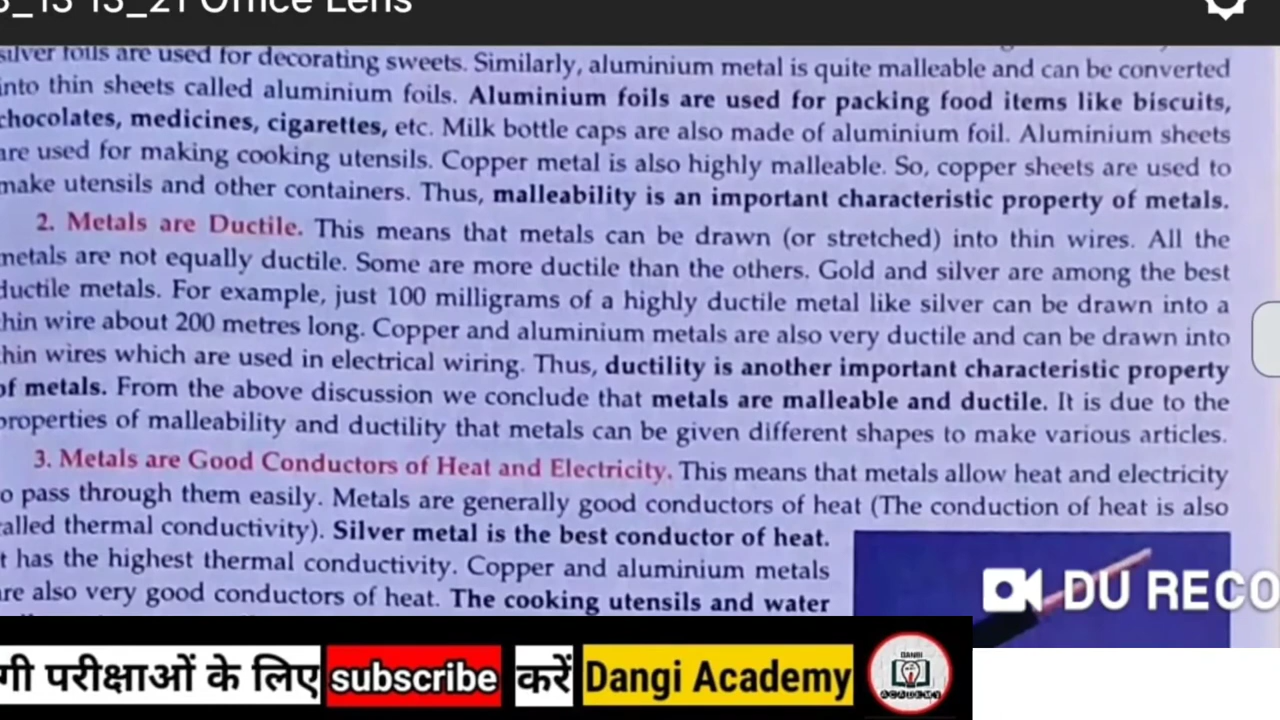 13_21 Office Lens
silver foils are used for decorating sweets. Similarly, aluminium metal is quite malleable and can be converted
into thin sheets called aluminium foils. Aluminium foils are used for packing food items like biscuits,
chocolates, medicines, cigarettes, etc. Milk bottle caps are also made of aluminium foil. Aluminium sheets
are used for making cooking utensils. Copper metal is also highly malleable. So, copper sheets are used to
make utensils and other containers. Thus, malleability is an important characteristic property of metals.
2. Metals are Ductile. This means that metals can be drawn (or stretched) into thin wires. All the
metals are not equally ductile. Some are more ductile than the others. Gold and silver are among the best
ductile metals. For example, just 100 milligrams of a highly ductile metal like silver can be drawn into a
thin wire about 200 metres long. Copper and aluminium metals are also very ductile and can be drawn into
thin wires which are used in electrical wiring. Thus, ductility is another important characteristic property
of metals. From the above discussion we conclude that metals are malleable and ductile. It is due to the
properties of malleability and ductility that metals can be given different shapes to make various articles.
3. Metals are Good Conductors of Heat and Electricity. This means that metals allow heat and electricity
o pass through them easily. Metals are generally good conductors of heat (The conduction of heat is also
alled thermal conductivity). Silver metal is the best conductor of heat.
t has the highest thermal conductivity. Copper and aluminium metals
re also very good conductors of heat. The cooking utensils and water
DU RECO
गी परीक्षाओं के लिए subscribe करें Dangi Academy
DANGI
ACADEMY